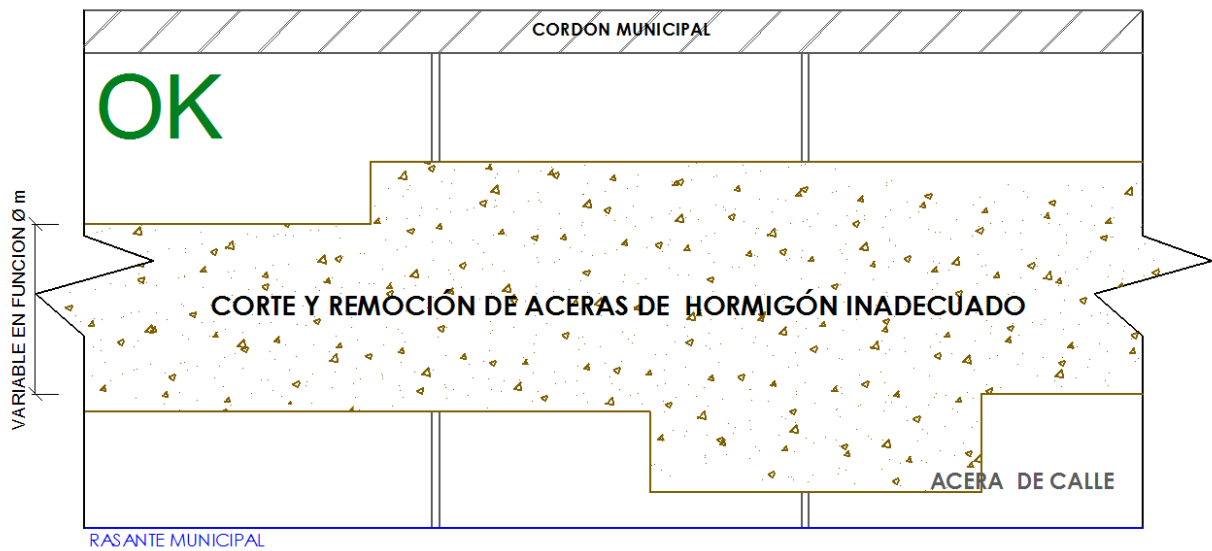 CORDON MUNICIPAL
OK
VARIABLE EN FUNCION Ø m
CORTE Y REMOCIÓN DE ACERAS DE HORMIGÓN INADECUADO
ACERA DE CALLE
RASANTE MUNICIPAL